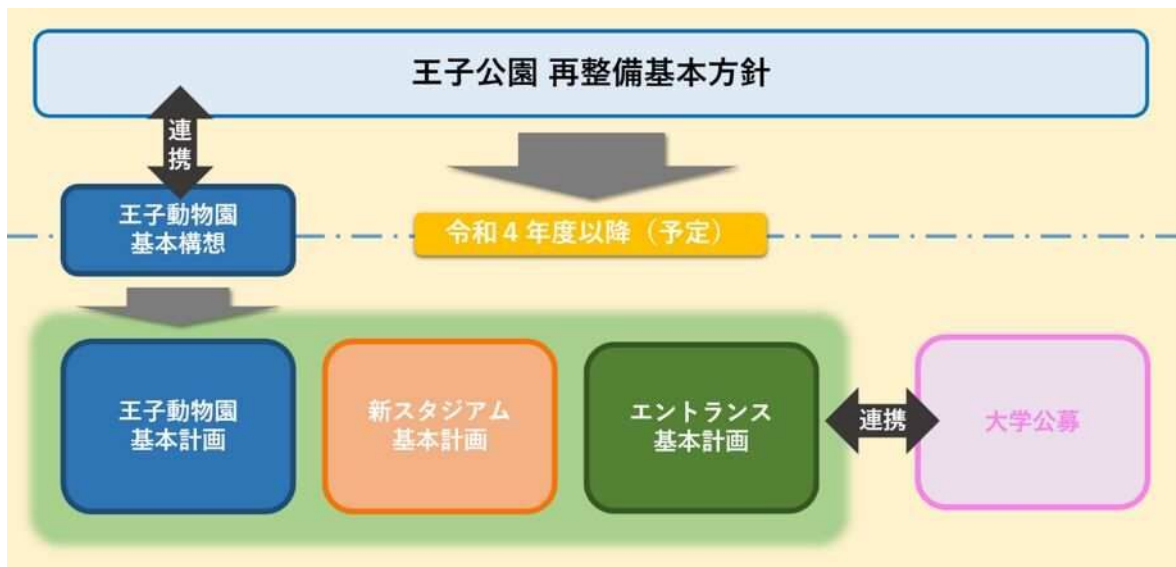 王子公園 再整備基本方針
連
携
王子動物園
基本構想
令和４年度以降（予定）
王子動物園
基本計画
新スタジアム
基本計画
エントランス
基本計画
連携
大学公募